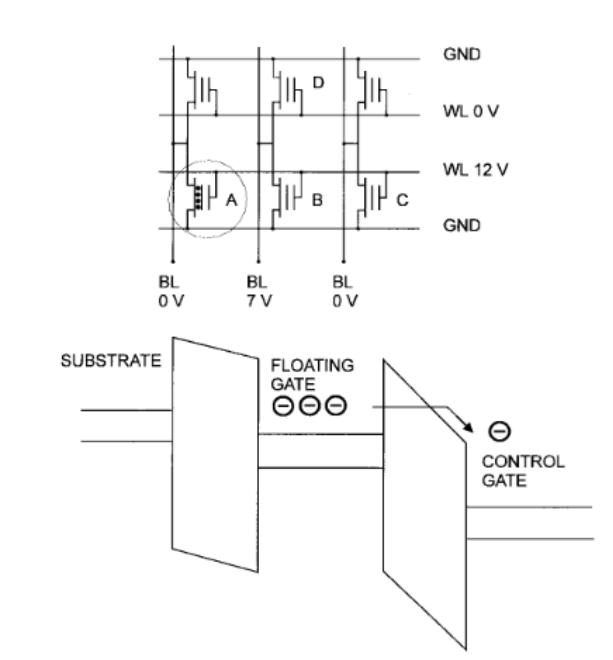 GND
D
WL 0 V
WL 12 V
A
B
C
GND
BL
0 V
BL
7 V
BL
0 V
SUBSTRATE
FLOATING
GATE
CONTROL
GATE